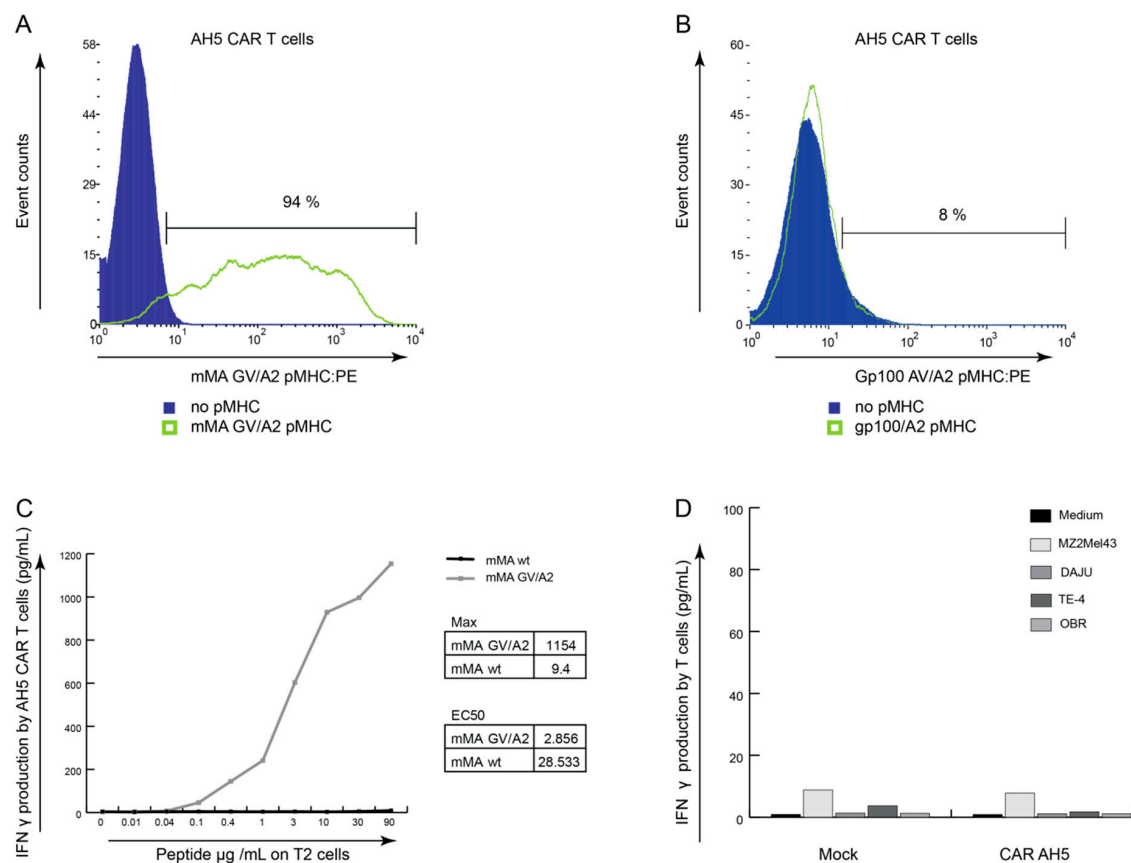 A
AH5 CAR T cells
58
44
29
15
0
Event counts
94 %
10^0 10^1 10^2 10^3 10^4
mMA GV/A2 pMHC:PE
no pMHC
mMA GV/A2 pMHC
B
AH5 CAR T cells
60
45
30
15
0
Event counts
8 %
10^0 10^1 10^2 10^3 10^4
Gp100 AV/A2 pMHC:PE
no pMHC
gp100/A2 pMHC
C
IFN γ production by AH5 CAR T cells (pg/mL)
1200
1000
800
600
400
200
0
0 0.01 0.04 0.1 0.4 1 3 10 30 90
Peptide µg /mL on T2 cells
mMA wt
mMA GV/A2
Max
mMA GV/A2 1154
mMA wt 9.4
EC50
mMA GV/A2 2.856
mMA wt 28.533
D
IFN γ production by T cells (pg/mL)
100
80
60
40
20
0
Medium
MZ2Mel43
DAJU
TE-4
OBR
Mock CAR AH5